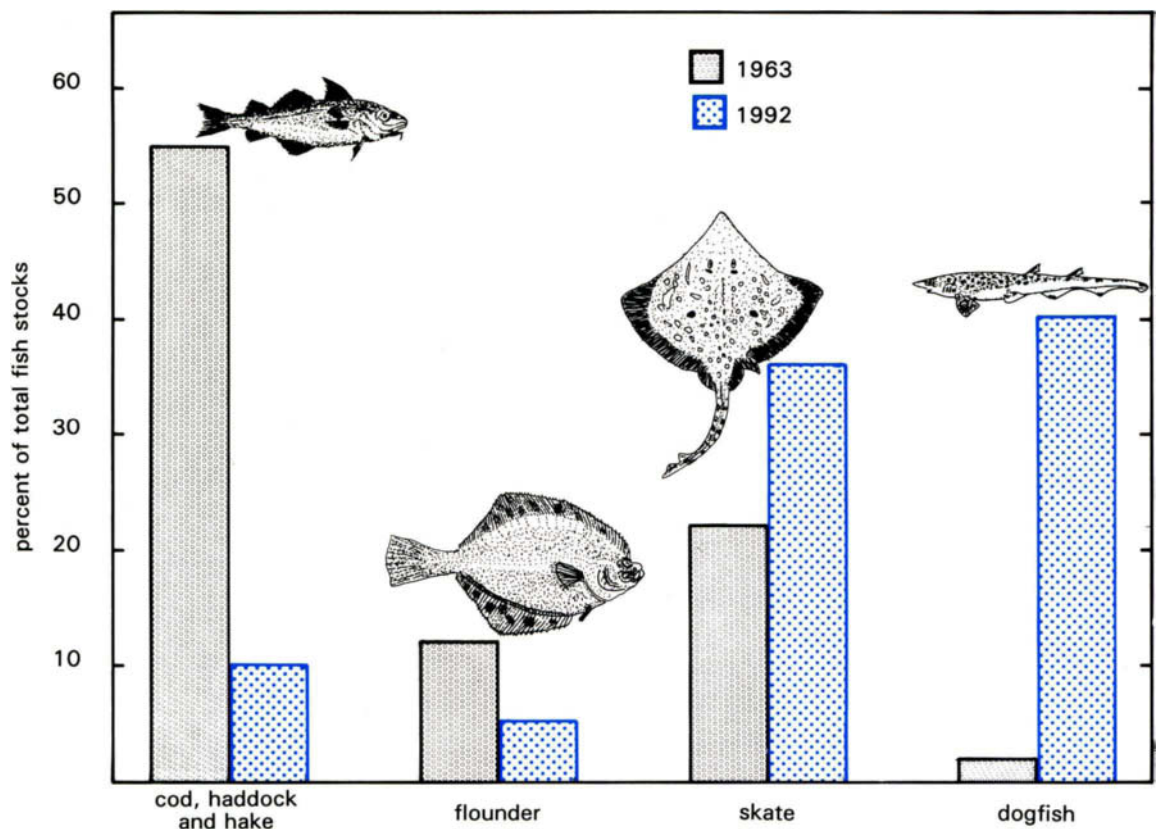 60
50
40
30
20
10
percent of total fish stocks
1963
1992
cod, haddock
and hake
flounder
skate
dogfish